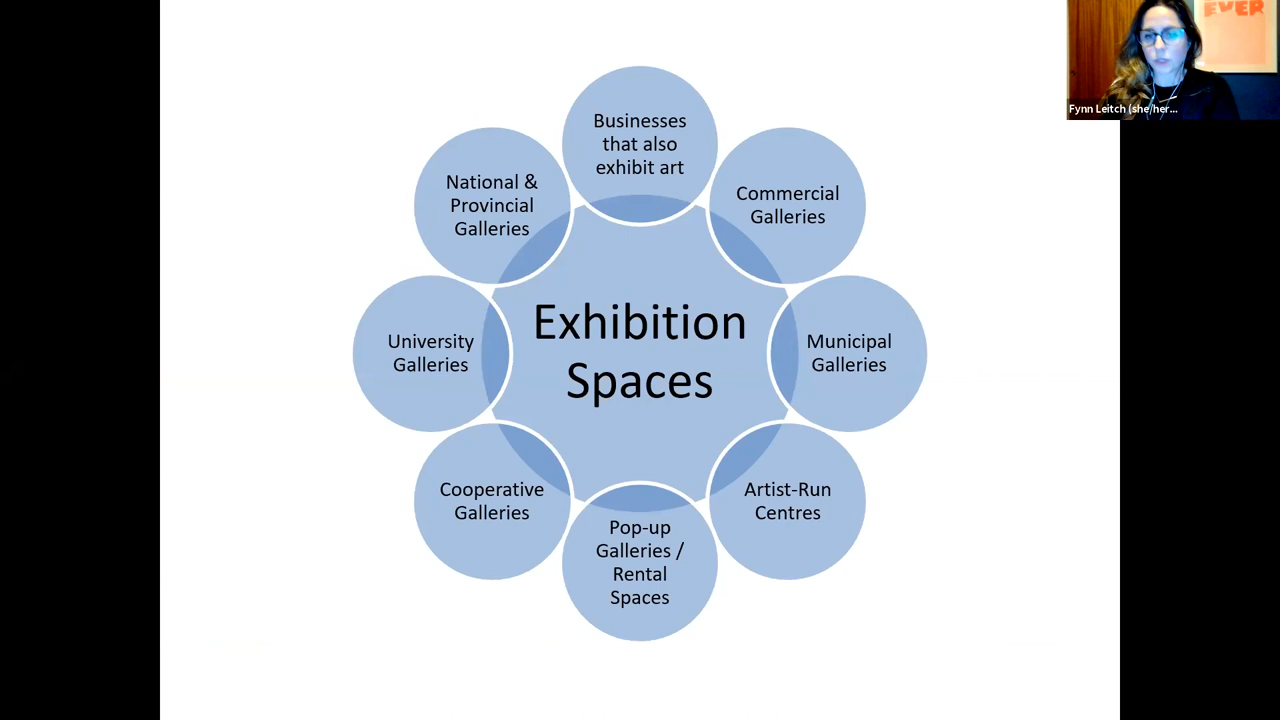 EVER
Fynn Leitch (she/her...
Businesses
that also
exhibit art
Commercial
Galleries
Municipal
Galleries
Artist-Run
Centres
Pop-up
Galleries /
Rental
Spaces
Cooperative
Galleries
University
Galleries
National &
Provincial
Galleries
Exhibition
Spaces